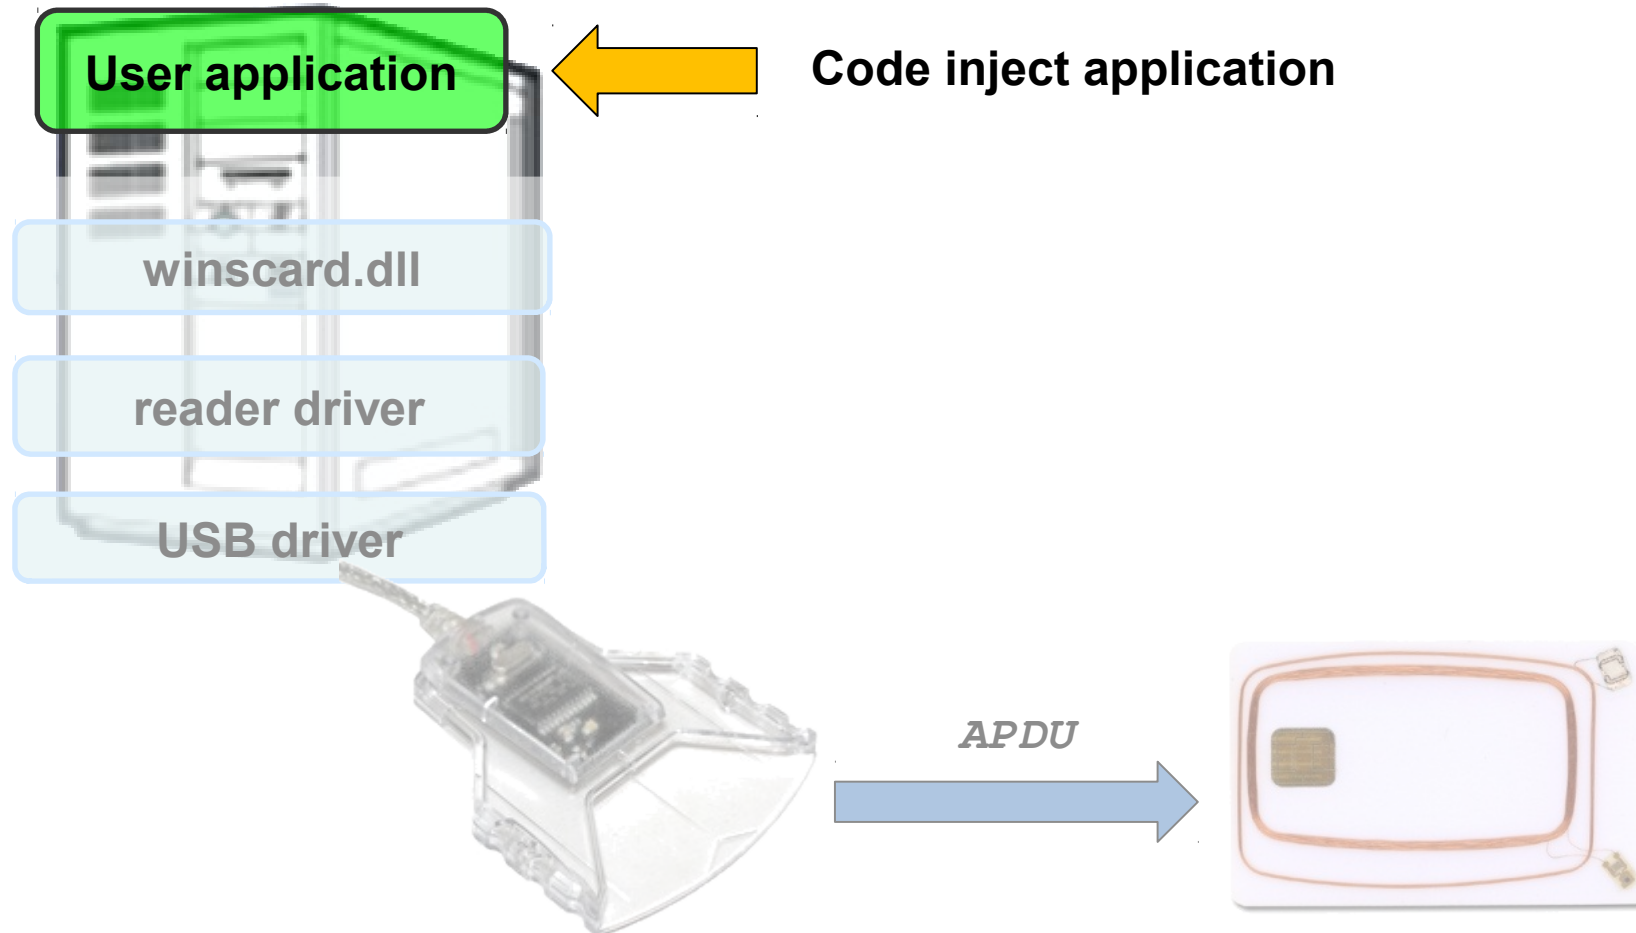 User application
Code inject application
winscard.dll
reader driver
USB driver
APDU